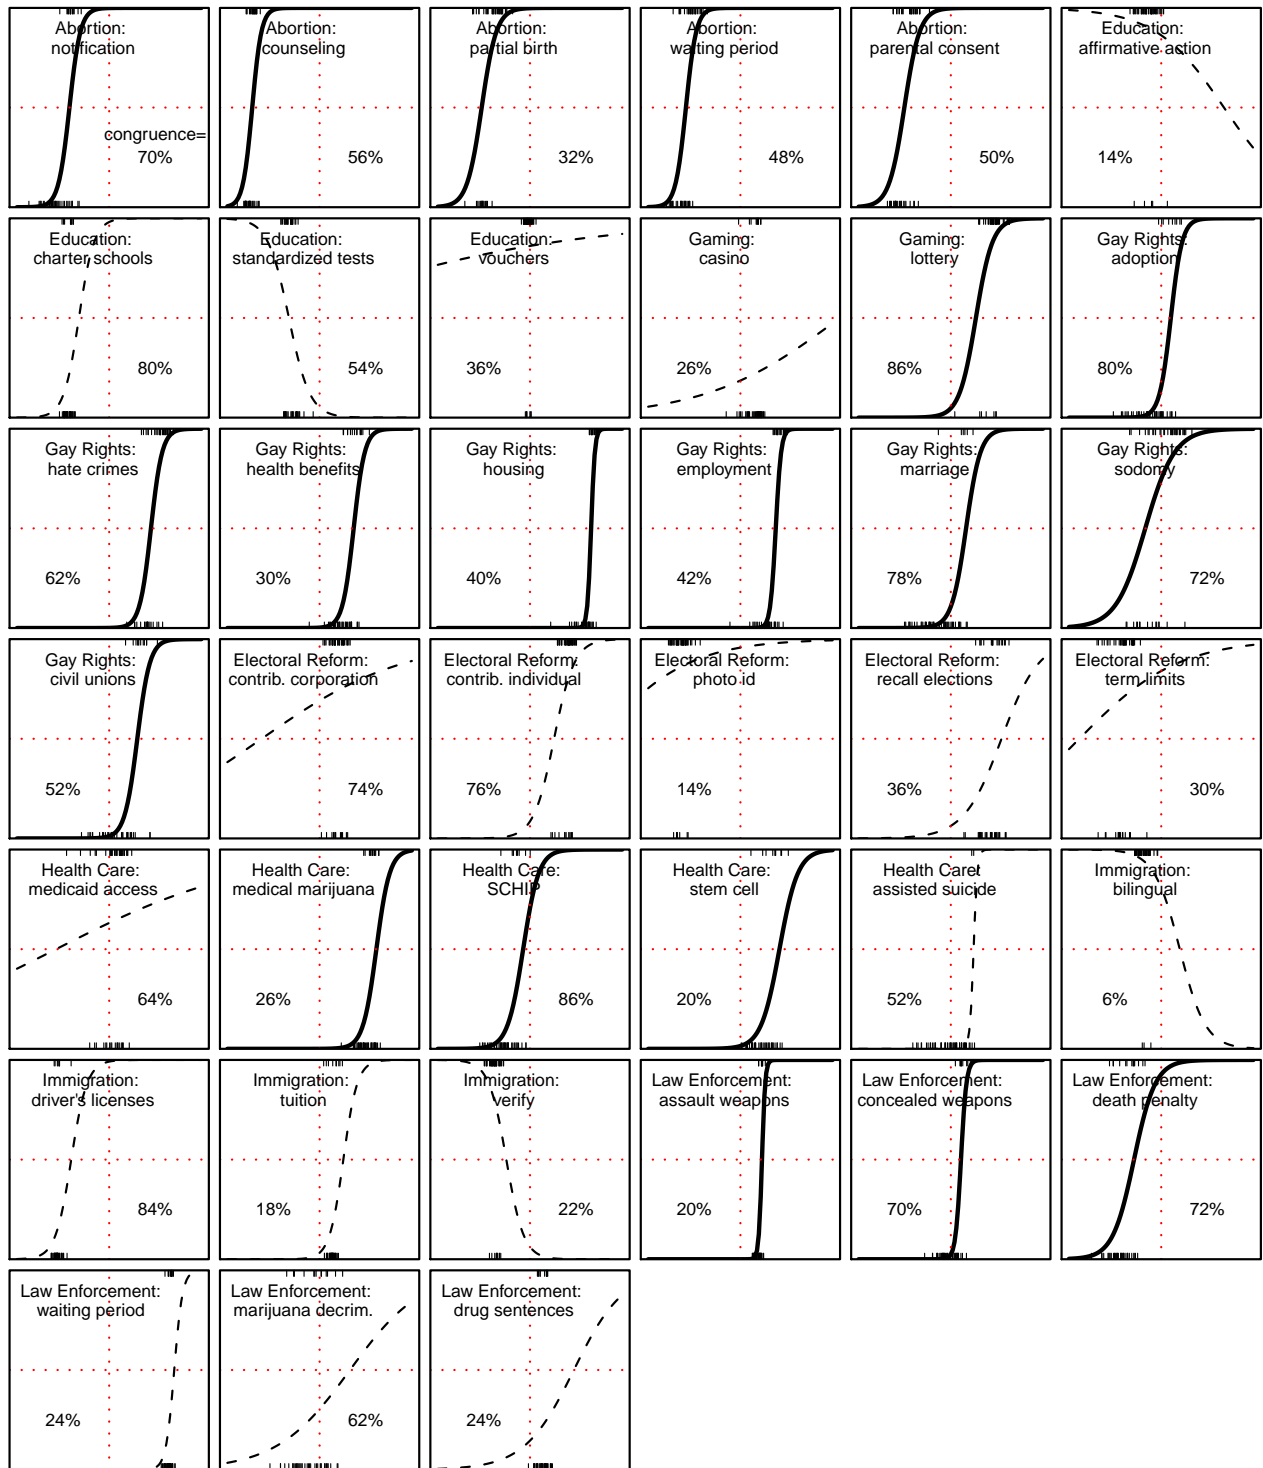 Abortion:
notification
congruence=
70%
Abortion:
counseling
56%
Abortion:
partial birth
32%
Abortion:
waiting period
48%
Abortion:
parental consent
50%
Education:
affirmative action
14%
Education:
charter schools
80%
Education:
standardized tests
54%
Education:
vouchers
36%
Gaming:
casino
26%
Gaming:
lottery
86%
Gay Rights:
adoption
80%
Gay Rights:
hate crimes
62%
Gay Rights:
health benefits
30%
Gay Rights:
housing
40%
Gay Rights:
employment
42%
Gay Rights:
marriage
78%
Gay Rights:
sodomy
72%
Gay Rights:
civil unions
52%
Electoral Reform:
contrib. corporation
74%
Electoral Reform:
contrib. individual
76%
Electoral Reform:
photo id
14%
Electoral Reform:
recall elections
36%
Electoral Reform:
term limits
30%
Health Care:
medicaid access
64%
Health Care:
medical marijuana
26%
Health Care:
SCHIP
86%
Health Care:
stem cell
20%
Health Care:
assisted suicide
52%
Immigration:
bilingual
6%
Immigration:
driver's licenses
84%
Immigration:
tuition
18%
Immigration:
verify
22%
Law Enforcement:
assault weapons
20%
Law Enforcement:
concealed weapons
70%
Law Enforcement:
death penalty
72%
Law Enforcement:
waiting period
24%
Law Enforcement:
marijuana decrim.
62%
Law Enforcement:
drug sentences
24%